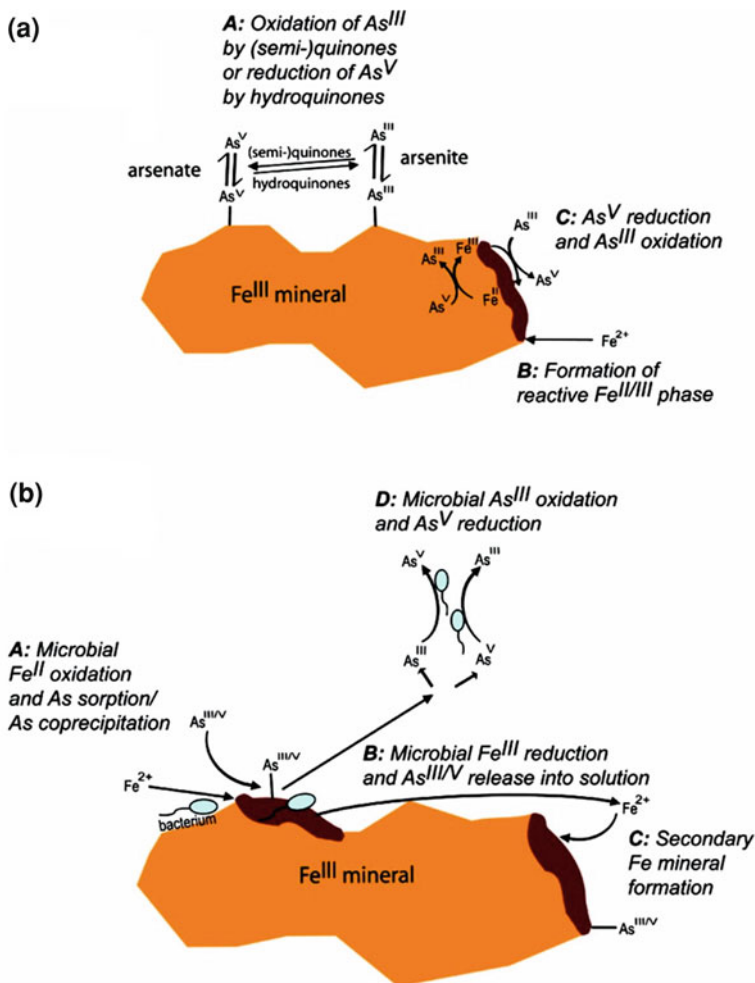 (a)
A: Oxidation of Asᴵᴵᴵ
by (semi-)quinones
or reduction of Asⱽ
by hydroquinones
Asⱽ
Asᴵᴵᴵ
arsenate
(semi-)quinones
hydroquinones
arsenite
Asⱽ
Asᴵᴵᴵ
C: Asⱽ reduction
and Asᴵᴵᴵ oxidation
Asᴵᴵᴵ
Asᴵᴵᴵ
Feᴵᴵᴵ
Asⱽ
Feᴵᴵᴵ mineral
Asⱽ
Feᴵᴵ
Fe²⁺
B: Formation of
reactive Feᴵᴵ/ᴵᴵᴵ phase
(b)
D: Microbial Asᴵᴵᴵ oxidation
and Asⱽ reduction
Asⱽ
Asᴵᴵᴵ
Asᴵᴵᴵ
Asⱽ
A: Microbial
Feᴵᴵ oxidation
and As sorption/
As coprecipitation
Asᴵᴵᴵ/ⱽ
Asᴵᴵᴵ/ⱽ
B: Microbial Feᴵᴵᴵ reduction
and Asᴵᴵᴵ/ⱽ release into solution
Fe²⁺
bacterium
Fe²⁺
C: Secondary
Fe mineral
formation
Feᴵᴵᴵ mineral
Asᴵᴵᴵ/ⱽ